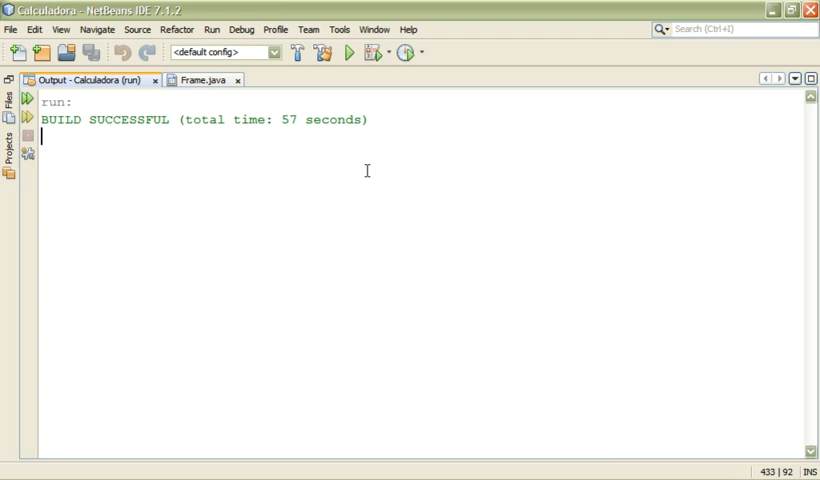 Calculadora - NetBeans IDE 7.1.2
File Edit View Navigate Source Refactor Run Debug Profile Team Tools Window Help
Search (Ctrl+I)
<default config>
Output - Calculadora (run) Frame.java
Files
Projects
run:
BUILD SUCCESSFUL (total time: 57 seconds)
433 | 92 INS